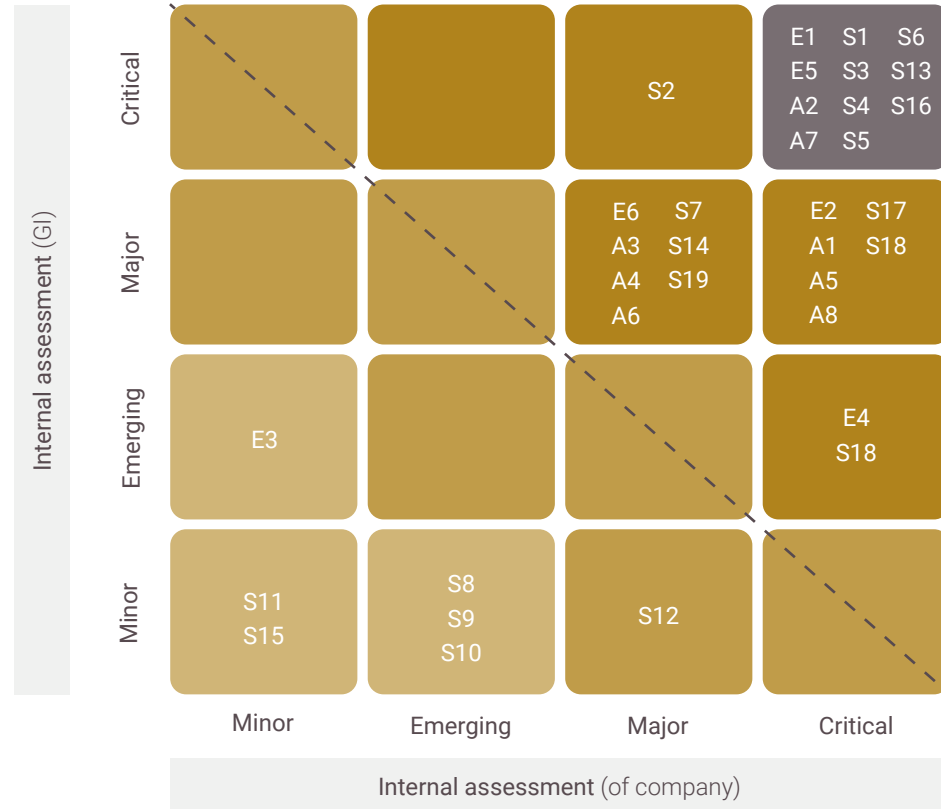 Internal assessment (GI)
Critical
S2
E1 S1 S6
E5 S3 S13
A2 S4 S16
A7 S5
Major
E6 S7
A3 S14
A4 S19
A6
E2 S17
A1 S18
A5
A8
Emerging
E3
E4
S18
Minor
S11
S15
S8
S9
S10
S12
Minor
Emerging
Major
Critical
Internal assessment (of company)